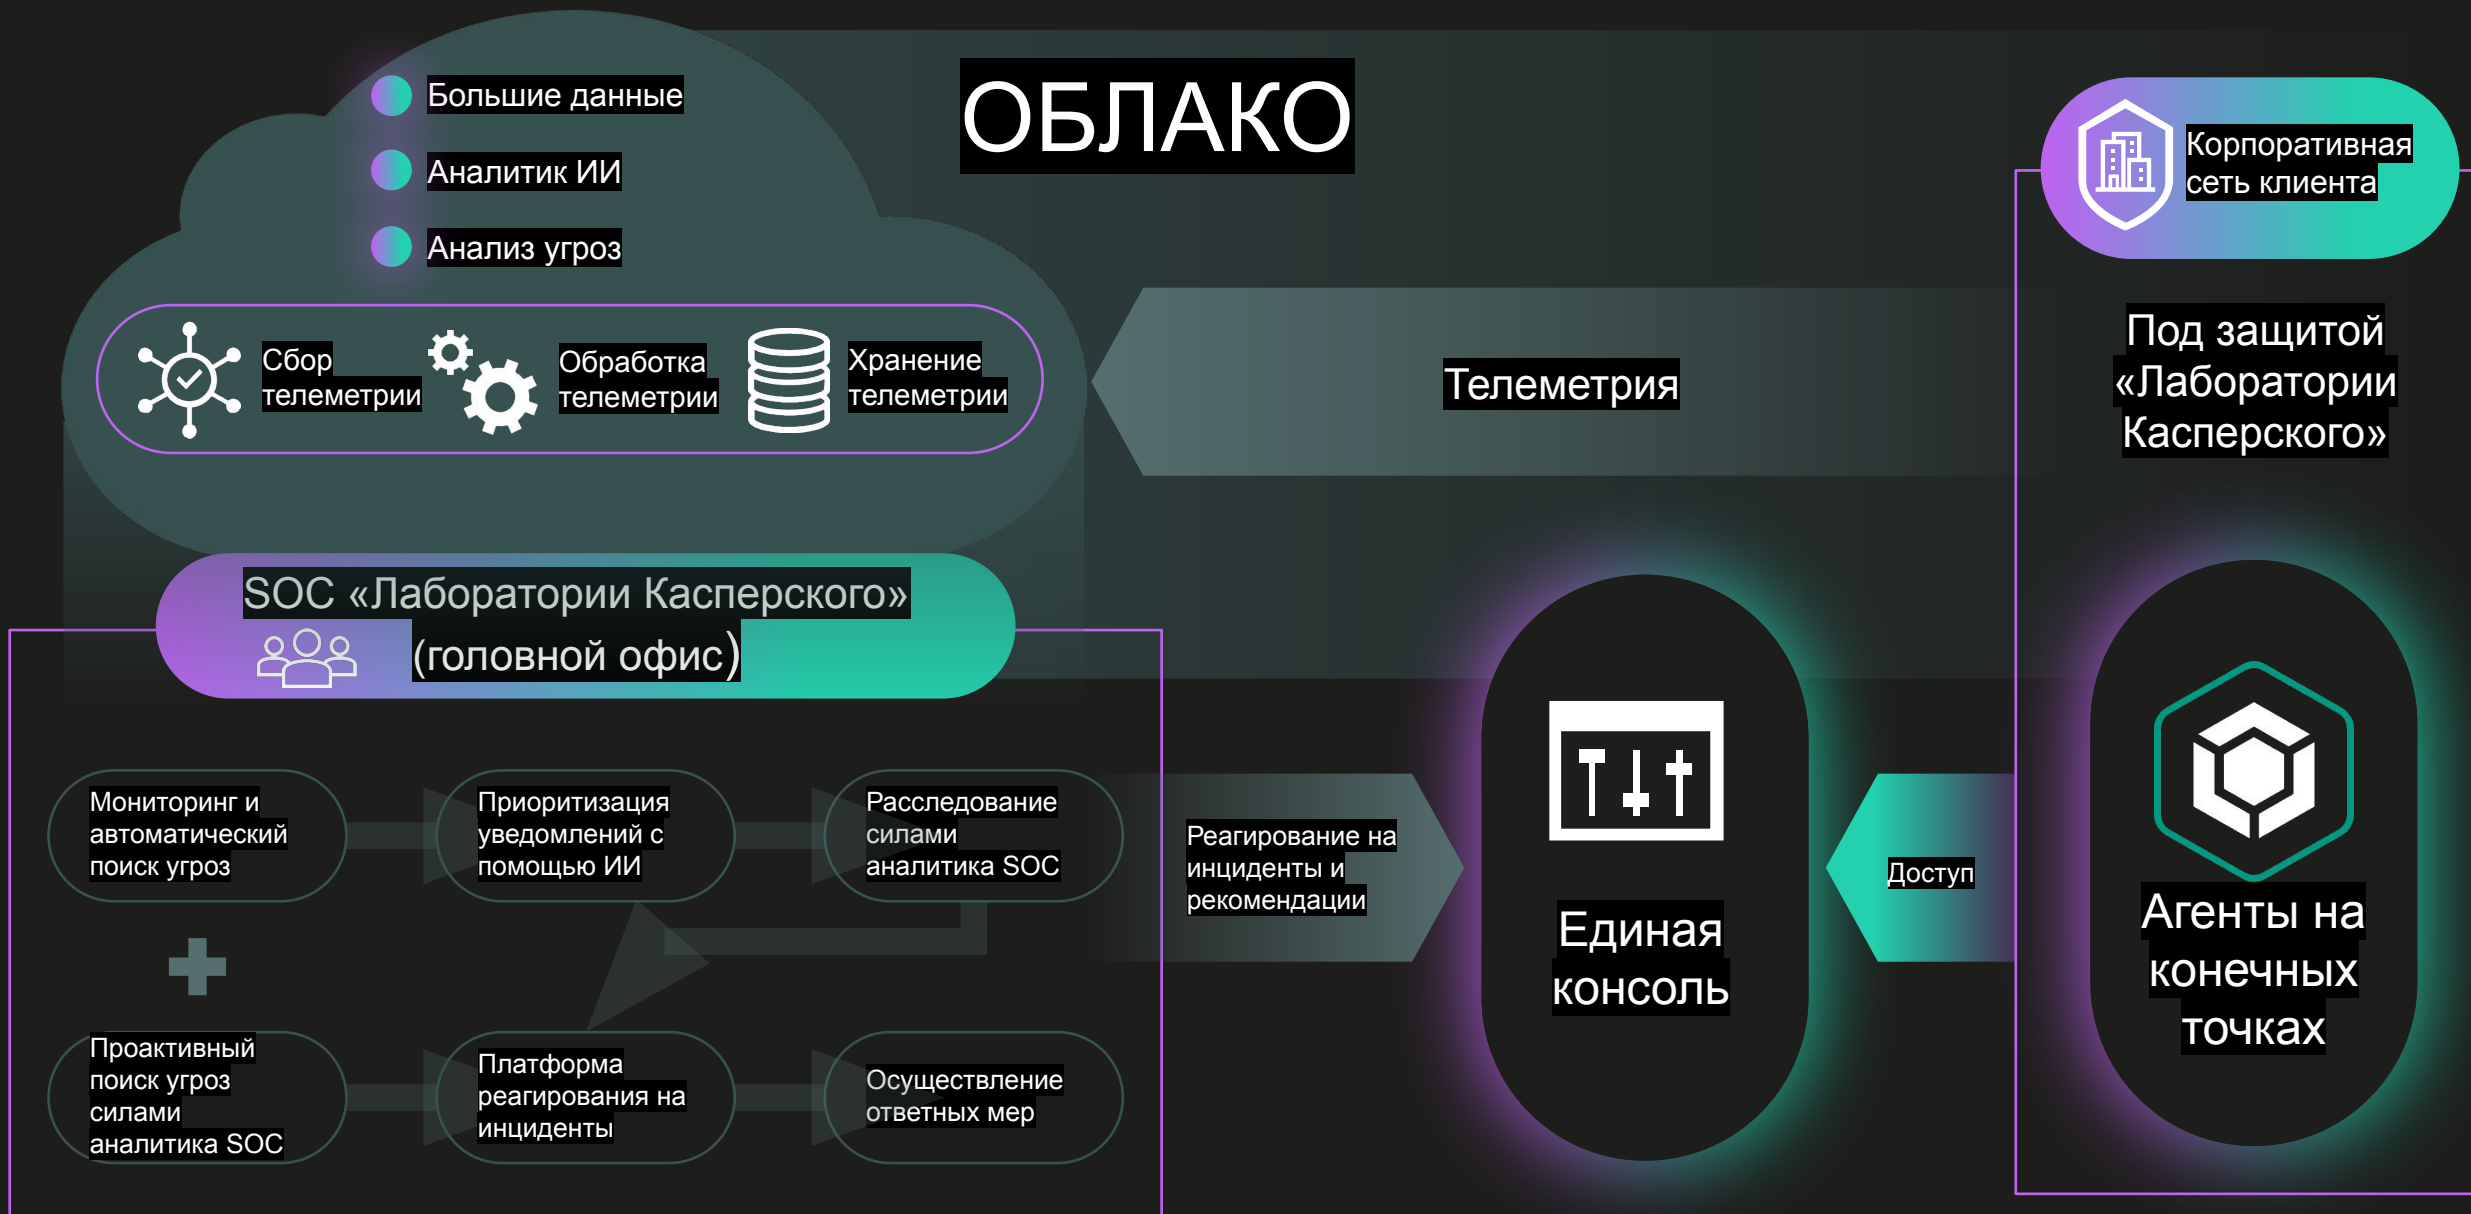 ОБЛАКО
Большие данные
Аналитик ИИ
Анализ угроз
Сбор
телеметрии
Обработка
телеметрии
Хранение
телеметрии
Телеметрия
Корпоративная
сеть клиента
Под защитой
«Лаборатории
Касперского»
SOC «Лаборатории Касперского»
(головной офис)
Мониторинг и
автоматический
поиск угроз
Приоритизация
уведомлений с
помощью ИИ
Расследование
силами
аналитика SOC
Проактивный
поиск угроз
силами
аналитика SOC
Платформа
реагирования на
инциденты
Осуществление
ответных мер
Реагирование на
инциденты и
рекомендации
Единая
консоль
Доступ
Агенты на
конечных
точках